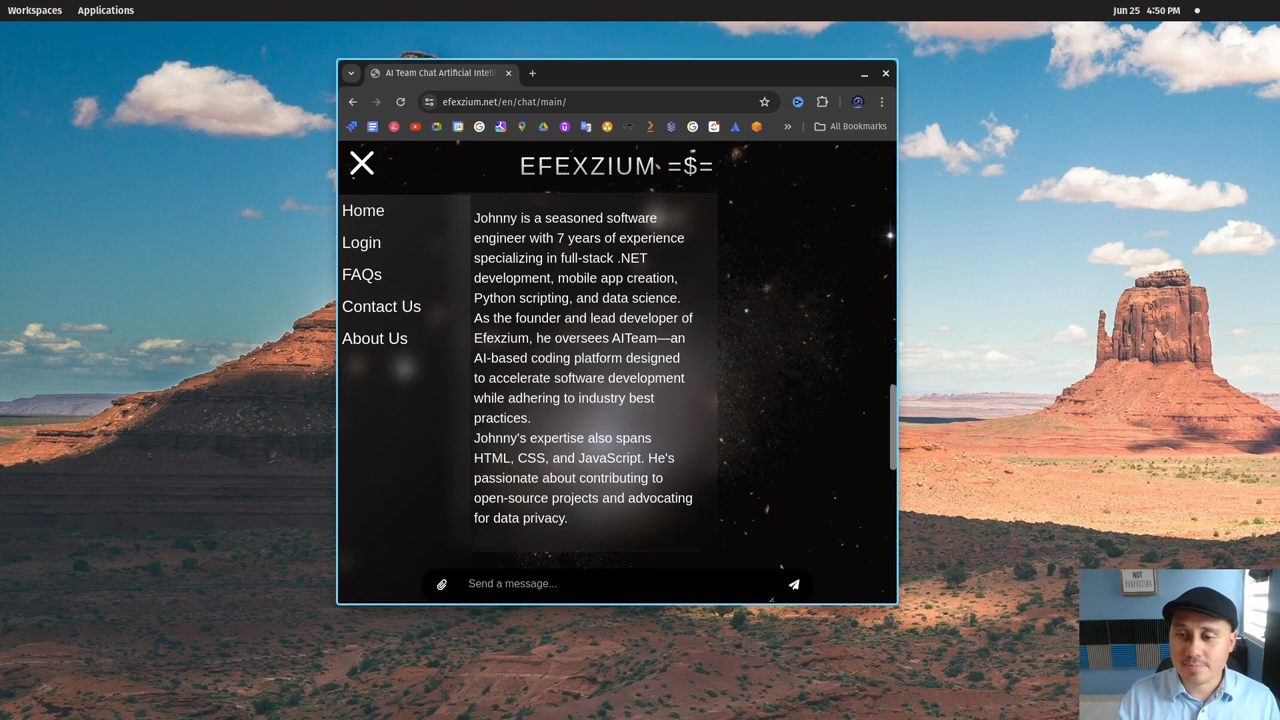 Workspaces Applications Jun 25 4:50 PM
AI Team Chat Artificial Intelli
efexzium.net/en/chat/main/
All Bookmarks
EFEXZIUM =$=
Home
Login
FAQs
Contact Us
About Us
Johnny is a seasoned software
engineer with 7 years of experience
specializing in full-stack .NET
development, mobile app creation,
Python scripting, and data science.
As the founder and lead developer of
Efexzium, he oversees AITeam—an
AI-based coding platform designed
to accelerate software development
while adhering to industry best
practices.
Johnny's expertise also spans
HTML, CSS, and JavaScript. He's
passionate about contributing to
open-source projects and advocating
for data privacy.
Send a message...
NOT